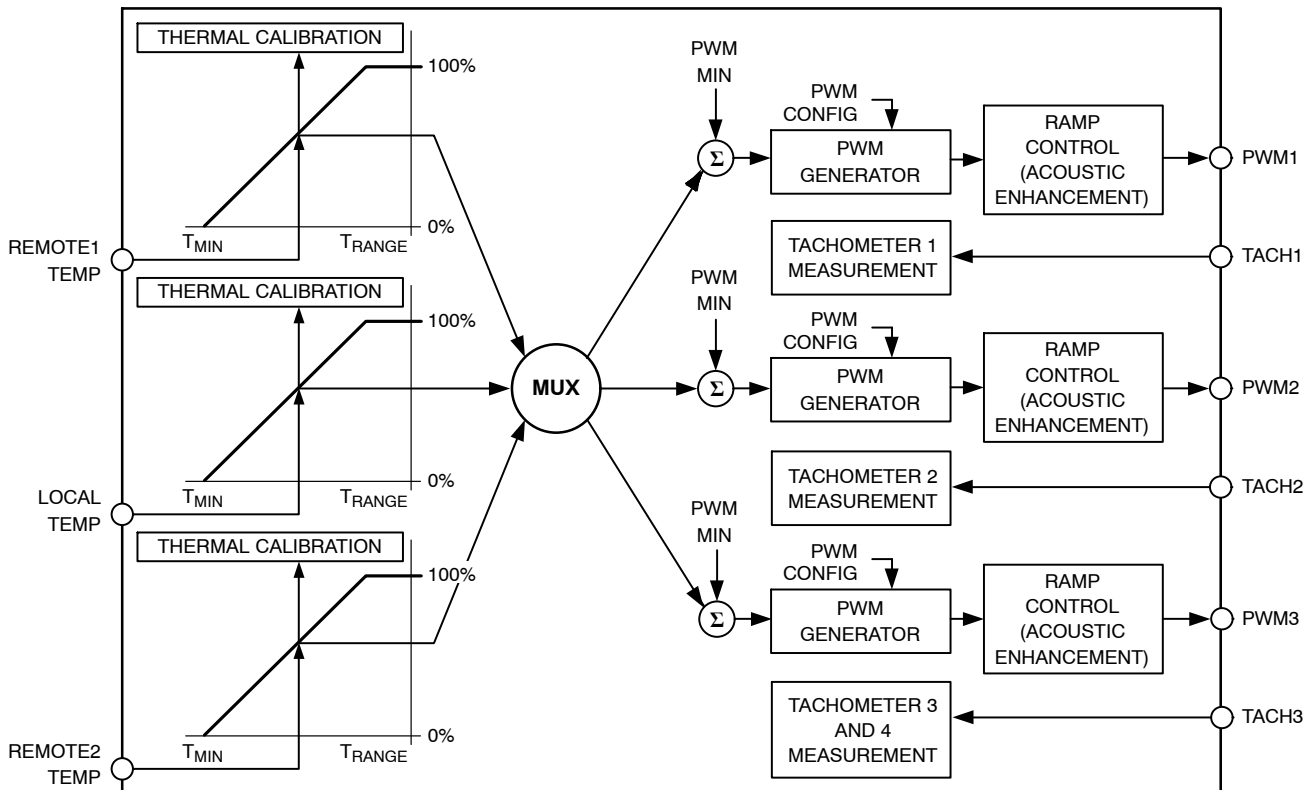 THERMAL CALIBRATION
100%
0%
T_MIN
T_RANGE
REMOTE1
TEMP
THERMAL CALIBRATION
100%
0%
T_MIN
T_RANGE
LOCAL
TEMP
THERMAL CALIBRATION
100%
0%
T_MIN
T_RANGE
REMOTE2
TEMP
MUX
PWM
MIN
Σ
PWM
CONFIG
PWM
GENERATOR
RAMP
CONTROL
(ACOUSTIC
ENHANCEMENT)
PWM1
TACHOMETER 1
MEASUREMENT
TACH1
PWM
MIN
Σ
PWM
CONFIG
PWM
GENERATOR
RAMP
CONTROL
(ACOUSTIC
ENHANCEMENT)
PWM2
TACHOMETER 2
MEASUREMENT
TACH2
PWM
MIN
Σ
PWM
CONFIG
PWM
GENERATOR
RAMP
CONTROL
(ACOUSTIC
ENHANCEMENT)
PWM3
TACHOMETER 3
AND 4
MEASUREMENT
TACH3